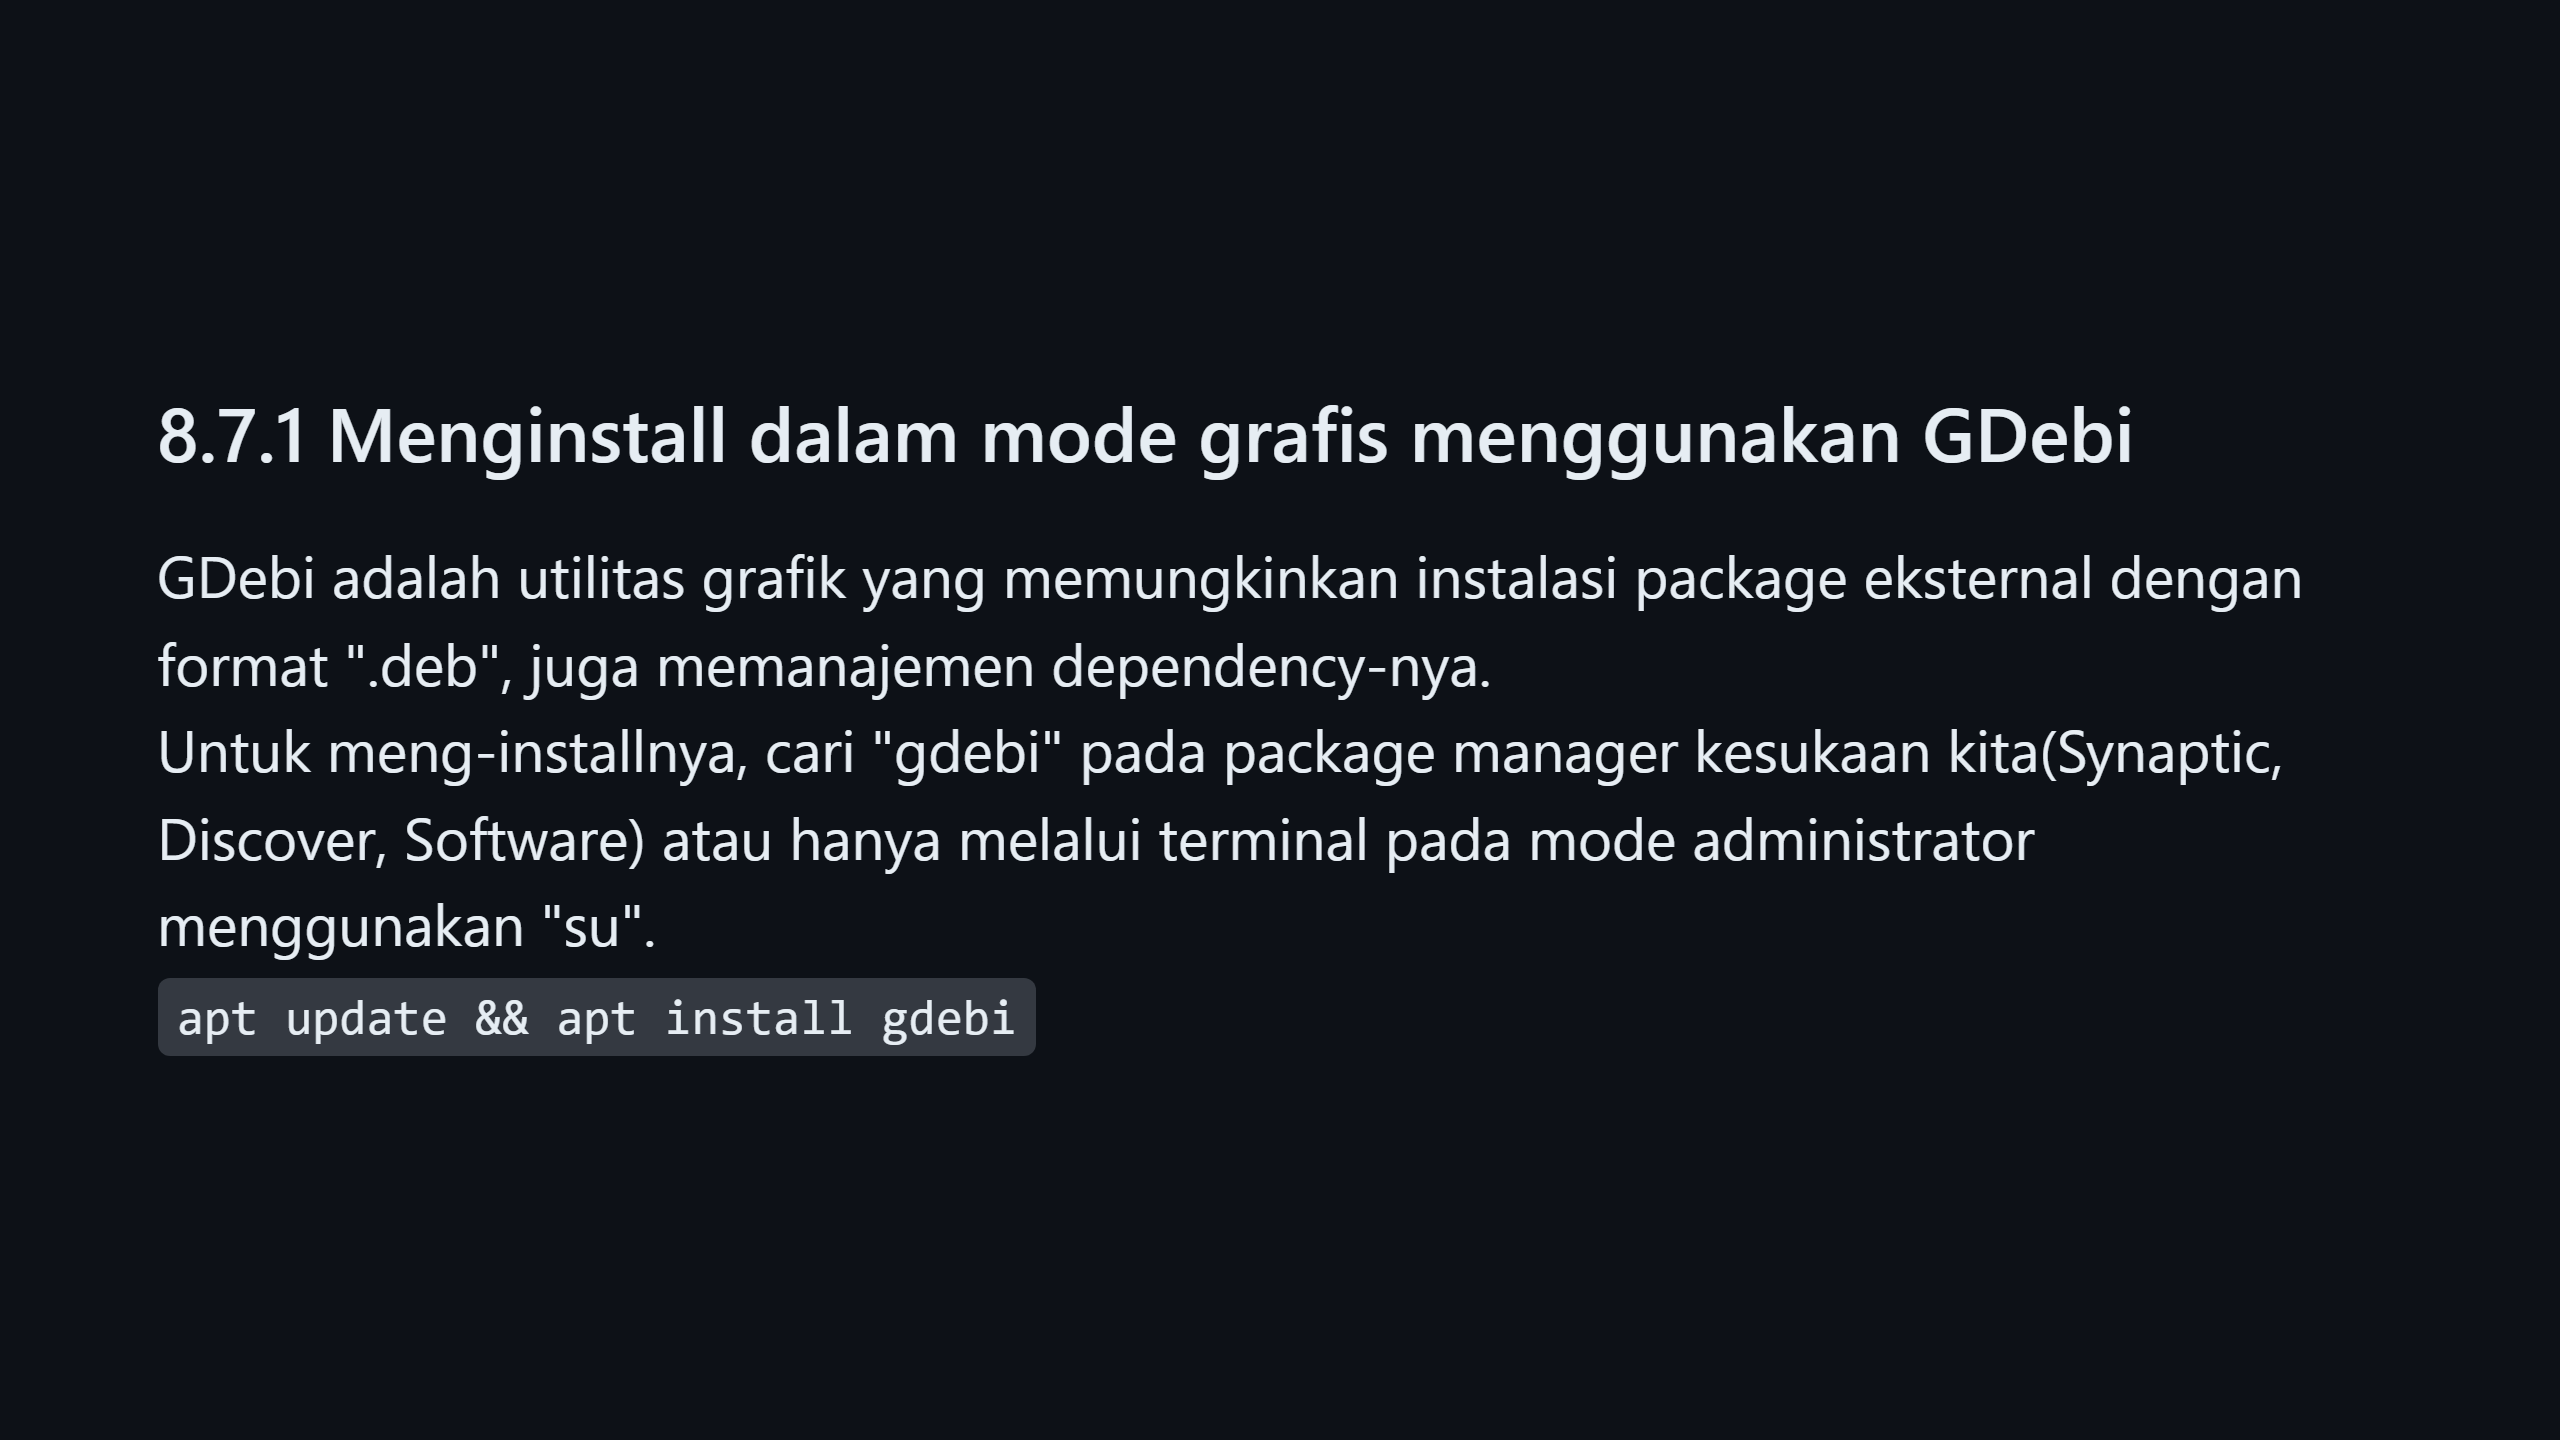 8.7.1 Menginstall dalam mode grafis menggunakan GDebi
GDebi adalah utilitas grafik yang memungkinkan instalasi package eksternal dengan
format ".deb", juga memanajemen dependency-nya.
Untuk meng-installnya, cari "gdebi" pada package manager kesukaan kita(Synaptic,
Discover, Software) atau hanya melalui terminal pada mode administrator
menggunakan "su".
apt update && apt install gdebi